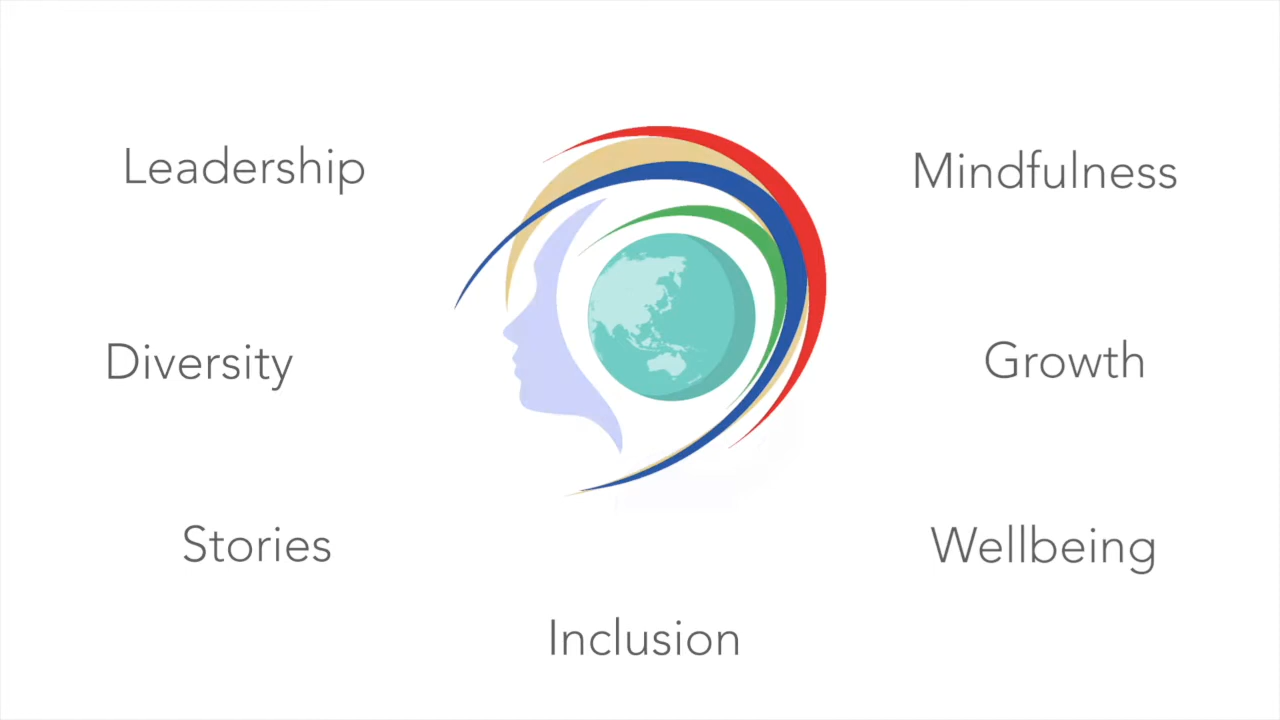 Leadership
Mindfulness
Diversity
Growth
Stories
Wellbeing
Inclusion